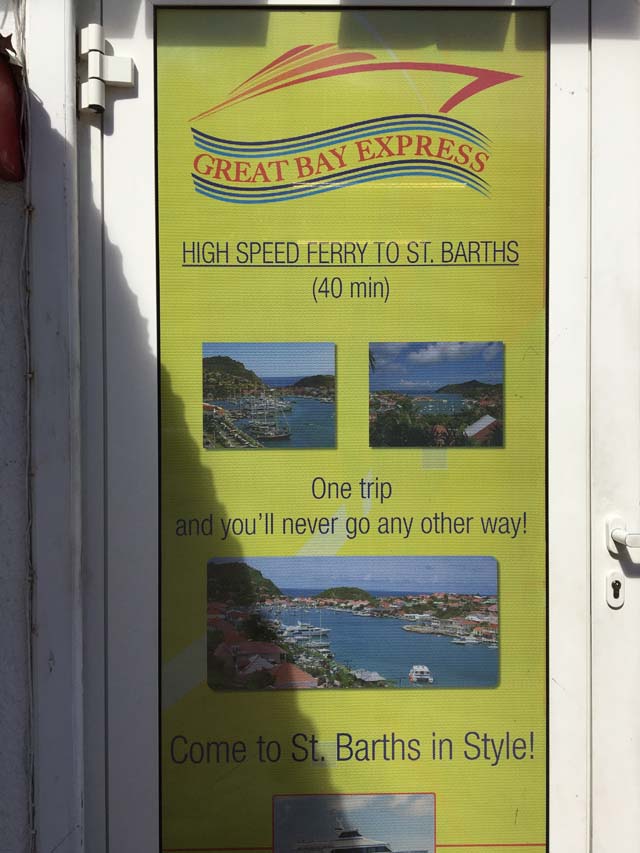 GREAT BAY EXPRESS
HIGH SPEED FERRY TO ST. BARTHS
(40 min)
One trip
and you'll never go any other way!
Come to St. Barths in Style!